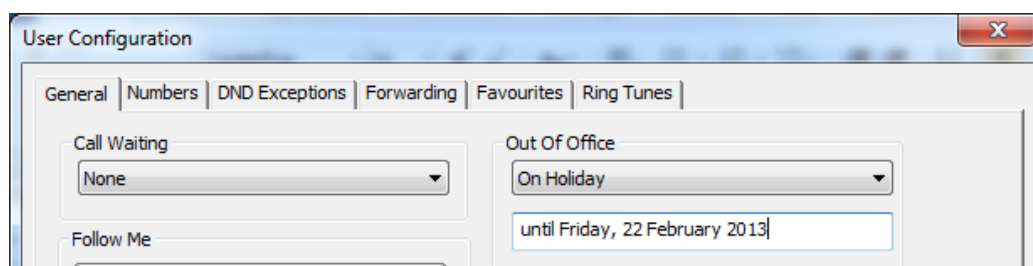 User Configuration
General Numbers DND Exceptions Forwarding Favourites Ring Tunes
Call Waiting
None
Out Of Office
On Holiday
until Friday, 22 February 2013
Follow Me